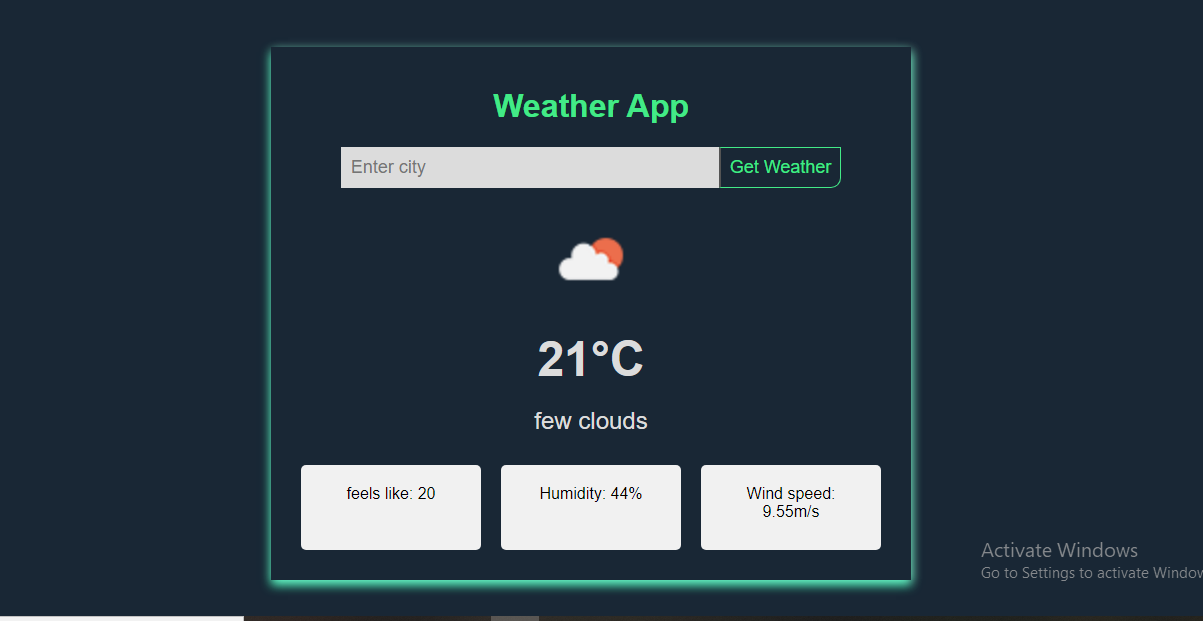 Weather App
Enter city
Get Weather
21°C
few clouds
feels like: 20
Humidity: 44%
Wind speed:
9.55m/s
Activate Windows
Go to Settings to activate Window